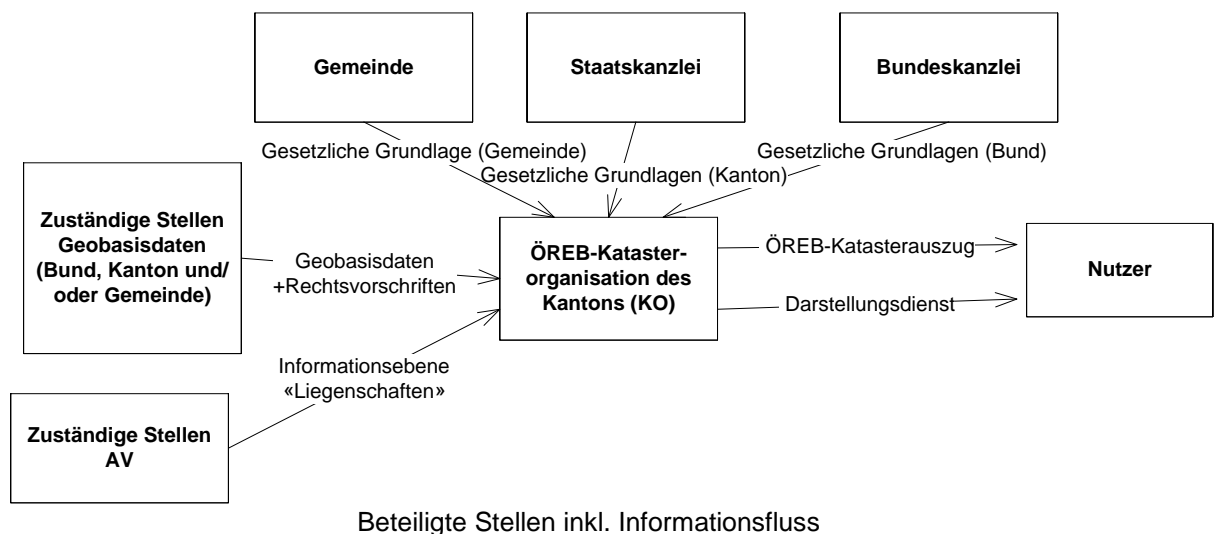 Gemeinde
Staatskanzlei
Bundeskanzlei
Gesetzliche Grundlage (Gemeinde)
Gesetzliche Grundlagen (Kanton)
Gesetzliche Grundlagen (Bund)
Zuständige Stellen
Geobasisdaten
(Bund, Kanton und/
oder Gemeinde)
Geobasisdaten
+Rechtsvorschriften
ÖREB-Kataster-
organisation des
Kantons (KO)
ÖREB-Katasterauszug
Darstellungsdienst
Nutzer
Informationsebene
«Liegenschaften»
Zuständige Stellen
AV
Beteiligte Stellen inkl. Informationsfluss